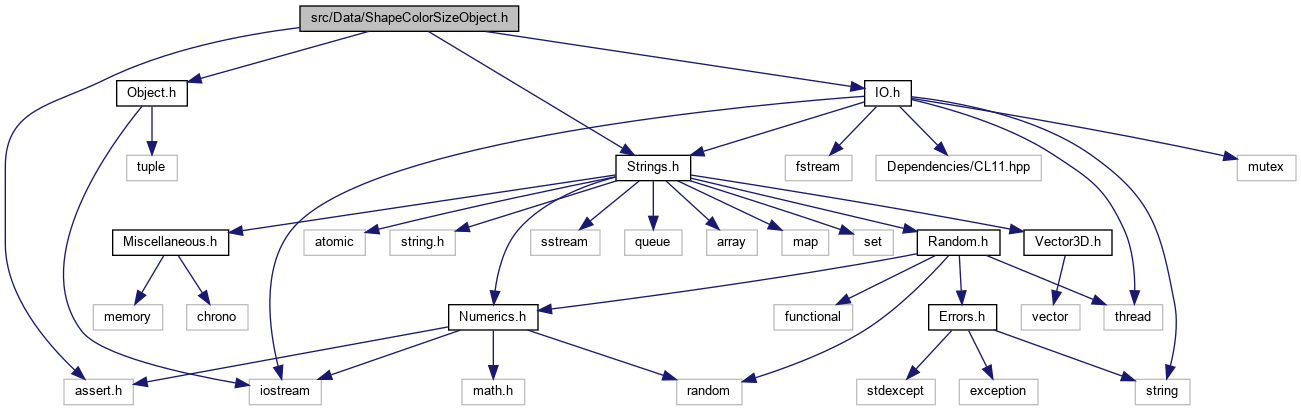 src/Data/ShapeColorSizeObject.h
Object.h
IO.h
tuple
Strings.h
fstream
Dependencies/CL11.hpp
mutex
Miscellaneous.h
atomic
string.h
sstream
queue
array
map
set
Random.h
Vector3D.h
memory
chrono
Numerics.h
functional
Errors.h
vector
thread
assert.h
iostream
math.h
random
stdexcept
exception
string